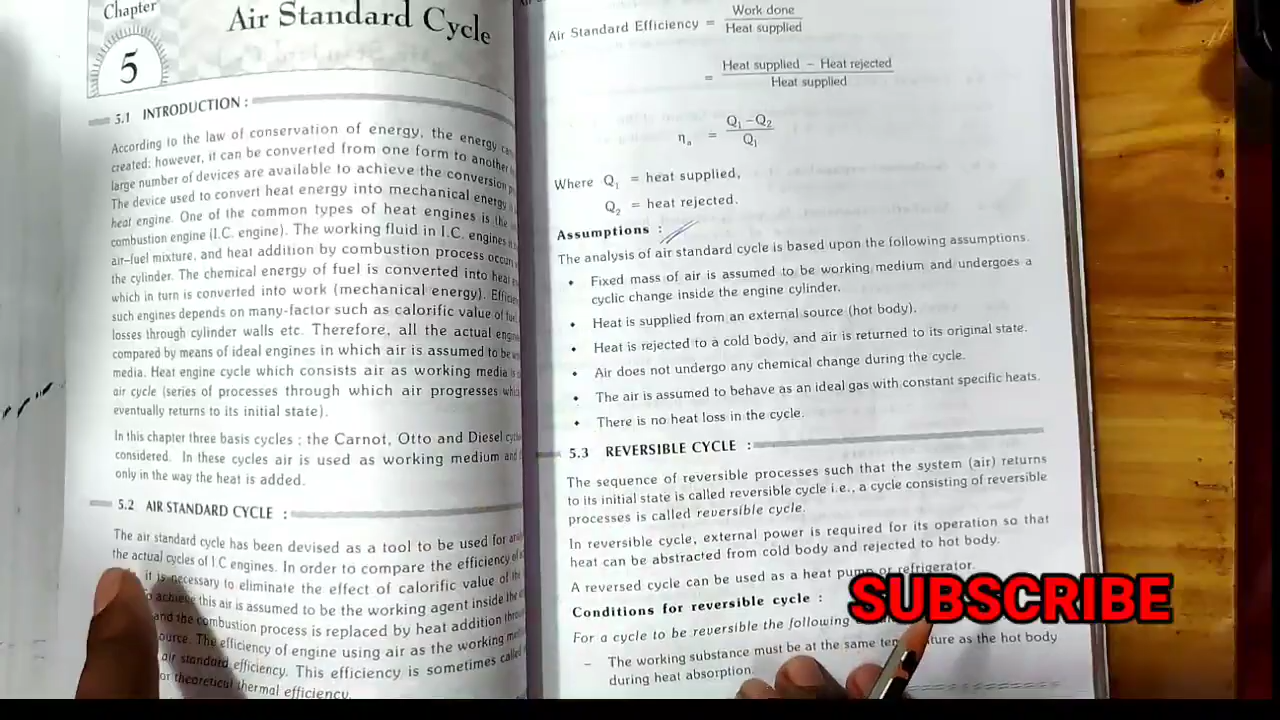 Chapter
5
Air Standard Cycle
5.1 INTRODUCTION :
According to the law of conservation of energy, the energy
created; however, it can be converted from one form to another
large number of devices are available to achieve the conversion
The device used to convert heat energy into mechanical energy
heat engine. One of the common types of heat engines is the
combustion engine (I.C. engine). The working fluid in I.C. engines
air–fuel mixture, and heat addition by combustion process
the cylinder. The chemical energy of fuel is converted into heat
which in turn is converted into work (mechanical energy).
such engines depends on many-factor such as calorific value of
losses through cylinder walls etc. Therefore, all the actual
compared by means of ideal engines in which air is assumed to be
media. Heat engine cycle which consists air as working media
air cycle (series of processes through which air progresses
eventually returns to its initial state).
In this chapter three basis cycles ; the Carnot, Otto and Diesel
considered. In these cycles air is used as working medium
only in the way the heat is added.
5.2 AIR STANDARD CYCLE :
The air standard cycle has been devised as a tool to be used for
the actual cycles of I.C engines. In order to compare the efficiency
it is necessary to eliminate the effect of calorific value of
achieve this air is assumed to be the working agent inside the
and the combustion process is replaced by heat addition
The efficiency of engine using air as the working
air standard efficiency. This efficiency is sometimes called
or theoretical thermal efficiency.
Air Standard Efficiency = Work done / Heat supplied
= Heat supplied – Heat rejected / Heat supplied
ηa = Q1 – Q2 / Q1
Where Q1 = heat supplied,
Q2 = heat rejected.
Assumptions :
The analysis of air standard cycle is based upon the following assumptions.
• Fixed mass of air is assumed to be working medium and undergoes a
cyclic change inside the engine cylinder.
• Heat is supplied from an external source (hot body).
• Heat is rejected to a cold body, and air is returned to its original state.
• Air does not undergo any chemical change during the cycle.
• The air is assumed to behave as an ideal gas with constant specific heats.
• There is no heat loss in the cycle.
5.3 REVERSIBLE CYCLE :
The sequence of reversible processes such that the system (air) returns
to its initial state is called reversible cycle i.e., a cycle consisting of reversible
processes is called reversible cycle.
In reversible cycle, external power is required for its operation so that
heat can be abstracted from cold body and rejected to hot body.
A reversed cycle can be used as a heat pump or refrigerator.
Conditions for reversible cycle :
For a cycle to be reversible the following
– The working substance must be at the same as the hot body
during heat absorption.
SUBSCRIBE